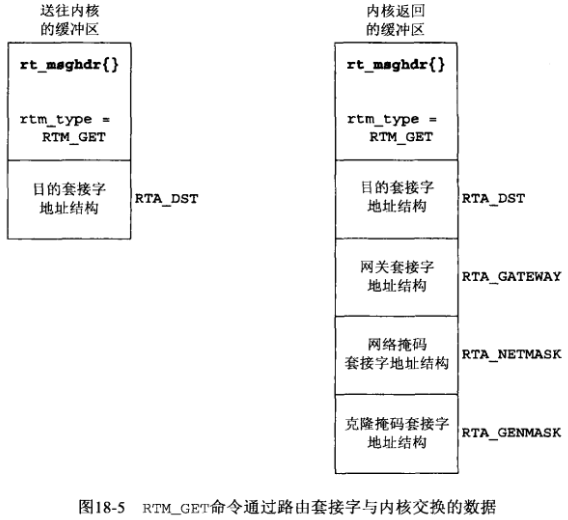 送往内核
的缓冲区
rt_msghdr{}
rtm_type =
RTM_GET
目的套接字
地址结构
RTA_DST
内核返回
的缓冲区
rt_msghdr{}
rtm_type =
RTM_GET
目的套接字
地址结构
RTA_DST
网关套接字
地址结构
RTA_GATEWAY
网络掩码
套接字地址结构
RTA_NETMASK
克隆掩码套接字
地址结构
RTA_GENMASK
图18-5 RTM_GET命令通过路由套接字与内核交换的数据